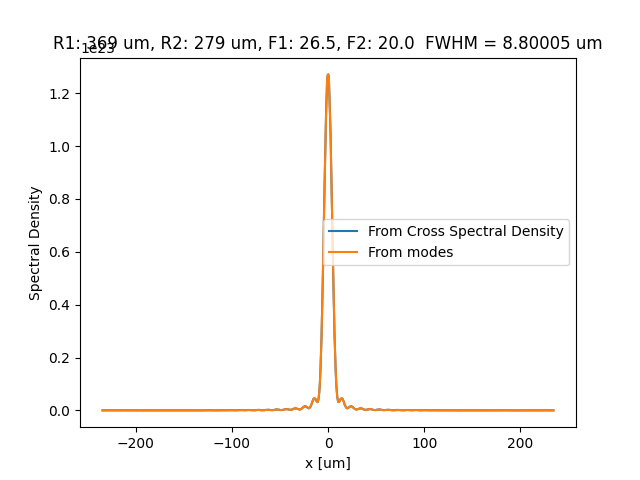 R1: 369 um, R2: 279 um, F1: 26.5, F2: 20.0  FWHM = 8.80005 um
1e23
1.2
1.0
0.8
0.6
0.4
0.2
0.0
Spectral Density
From Cross Spectral Density
From modes
−200
−100
0
100
200
x [um]